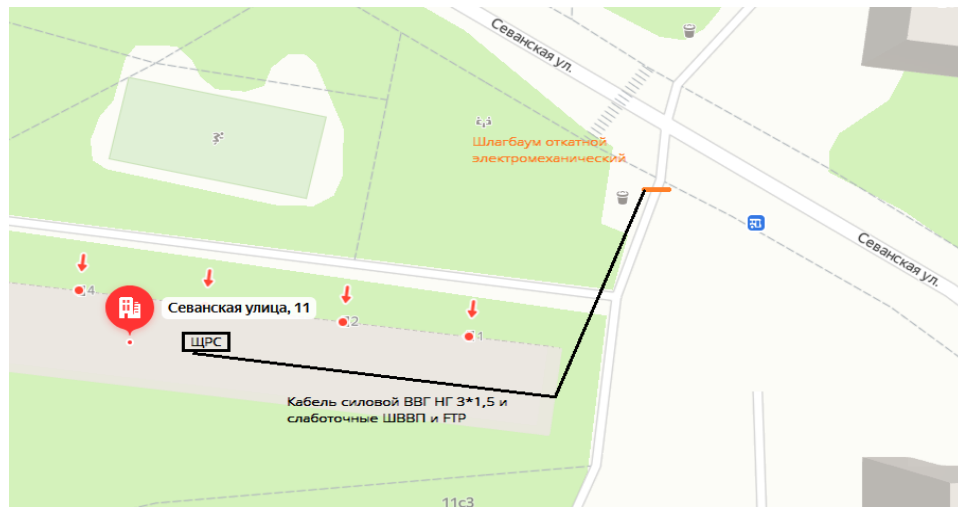 Севанская ул.
Шлагбаум откатной
электромеханический
Севанская ул.
4
Севанская улица, 11
2
1
ЩРС
Кабель силовой ВВГ НГ 3*1,5 и
слаботочные ШВВП и FTP
11с3